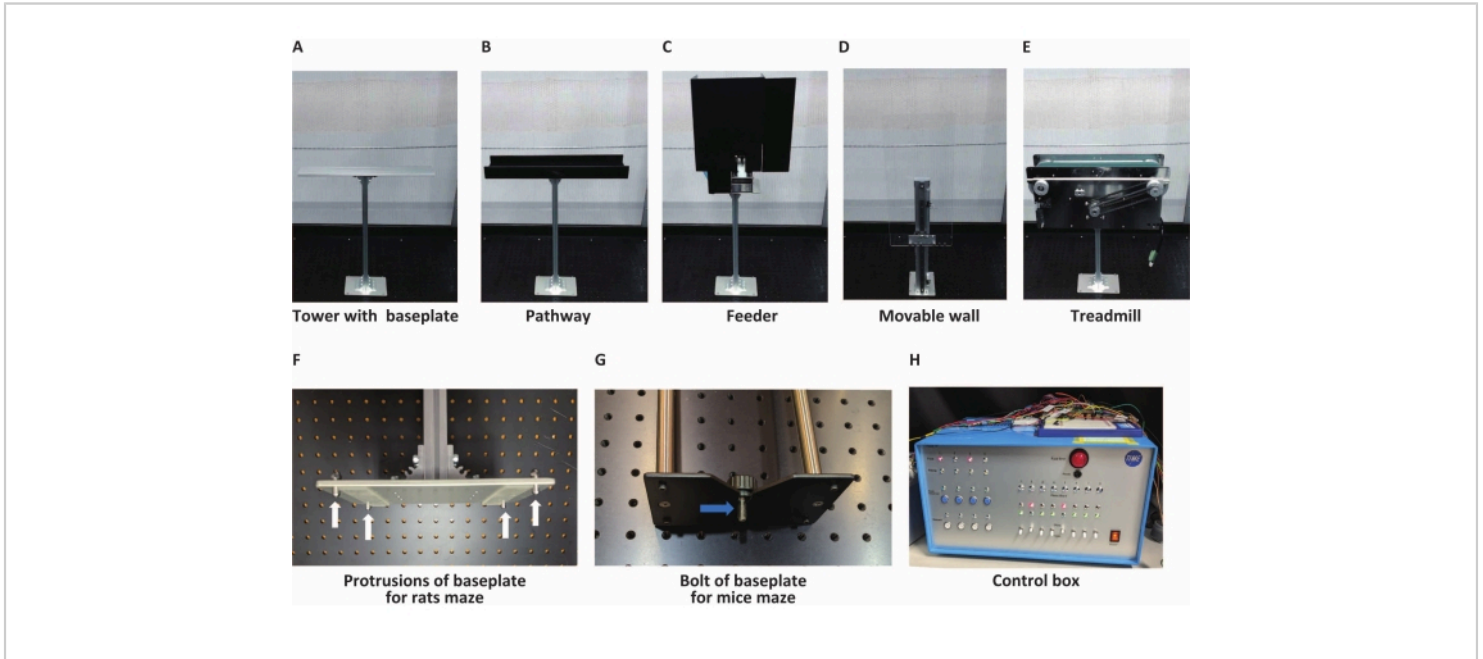 A
B
C
D
E
Tower with baseplate
Pathway
Feeder
Movable wall
Treadmill
F
G
H
Protrusions of baseplate
for rats maze
Bolt of baseplate
for mice maze
Control box